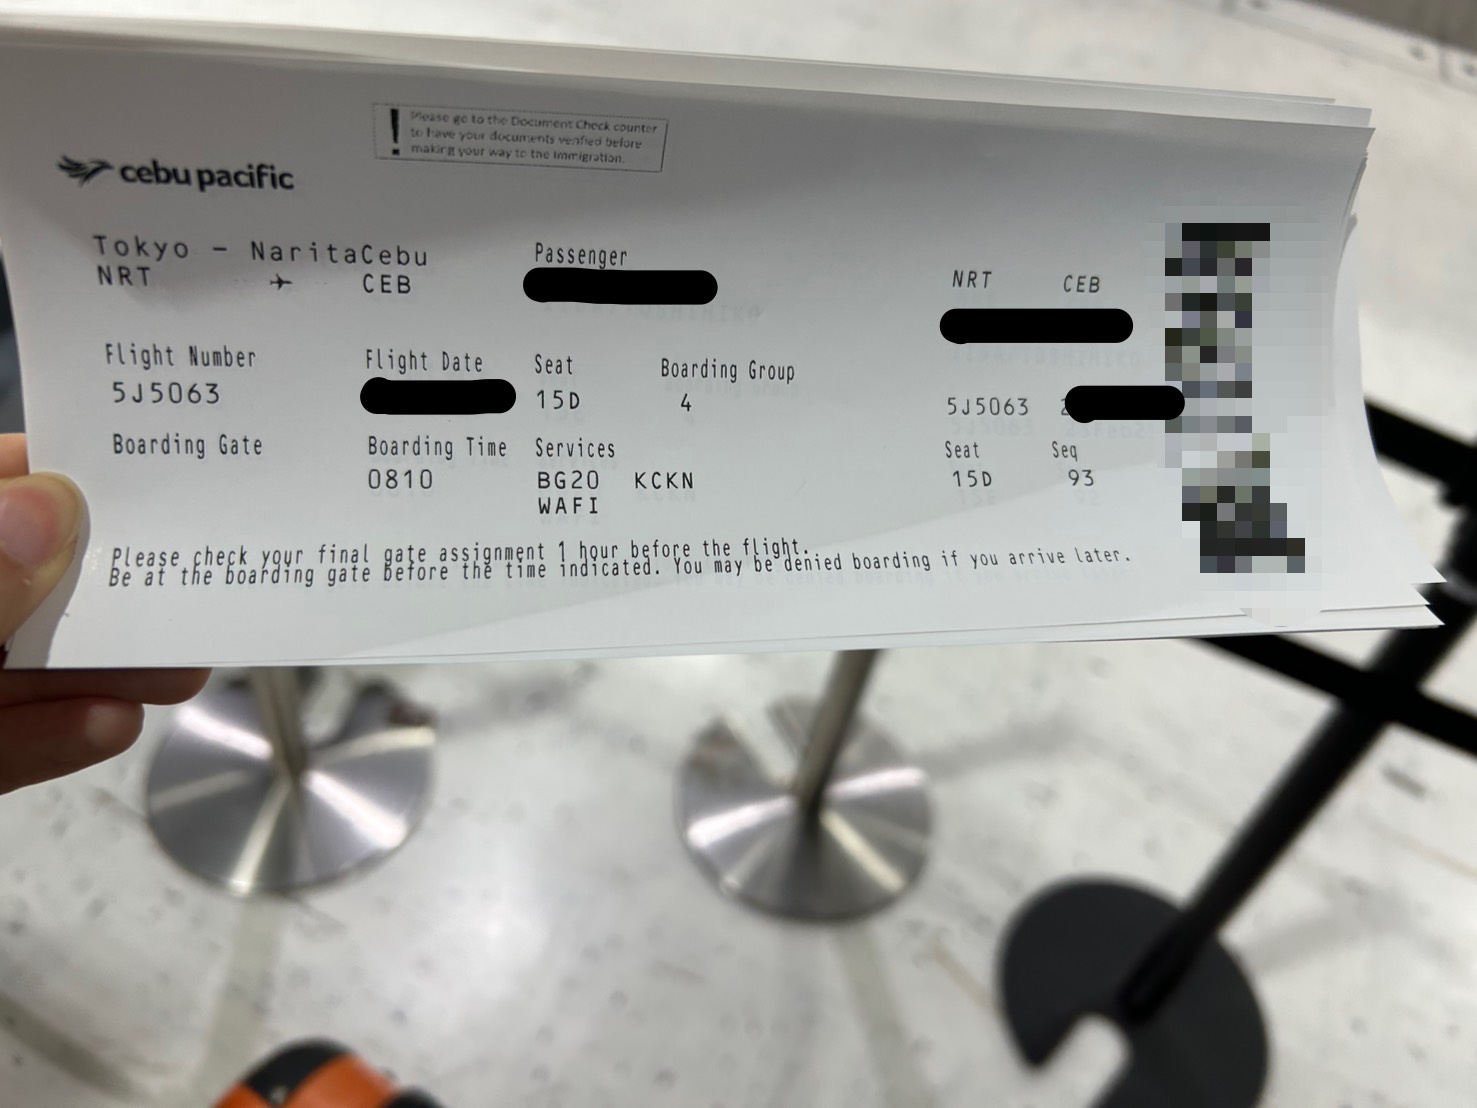 Please go to the Document Check counter
to have your documents verified before
making your way to the Immigration.
cebu pacific
Tokyo - NaritaCebu
NRT CEB
Passenger
NRT CEB
Flight Number Flight Date Seat Boarding Group
5J5063 15D 4
5J5063
Boarding Gate Boarding Time Services
0810 BG20 KCKN
WAFI
Seat Seq
15D 93
Please check your final gate assignment 1 hour before the flight.
Be at the boarding gate before the time indicated. You may be denied boarding if you arrive later.